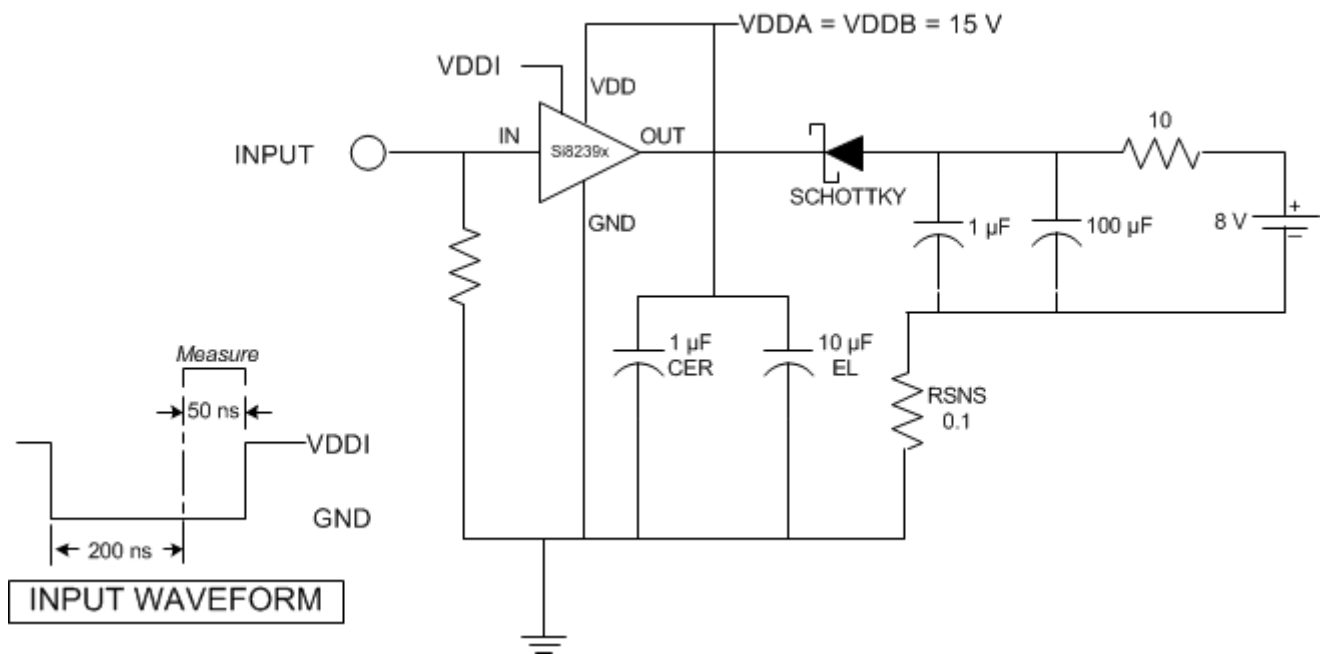 VDDA = VDDB = 15 V
VDDI
VDD
10
INPUT
IN
Si8239x
OUT
SCHOTTKY
GND
1 µF
100 µF
8 V
+
Measure
1 µF
CER
10 µF
EL
RSNS
0.1
50 ns
VDDI
GND
200 ns
INPUT WAVEFORM